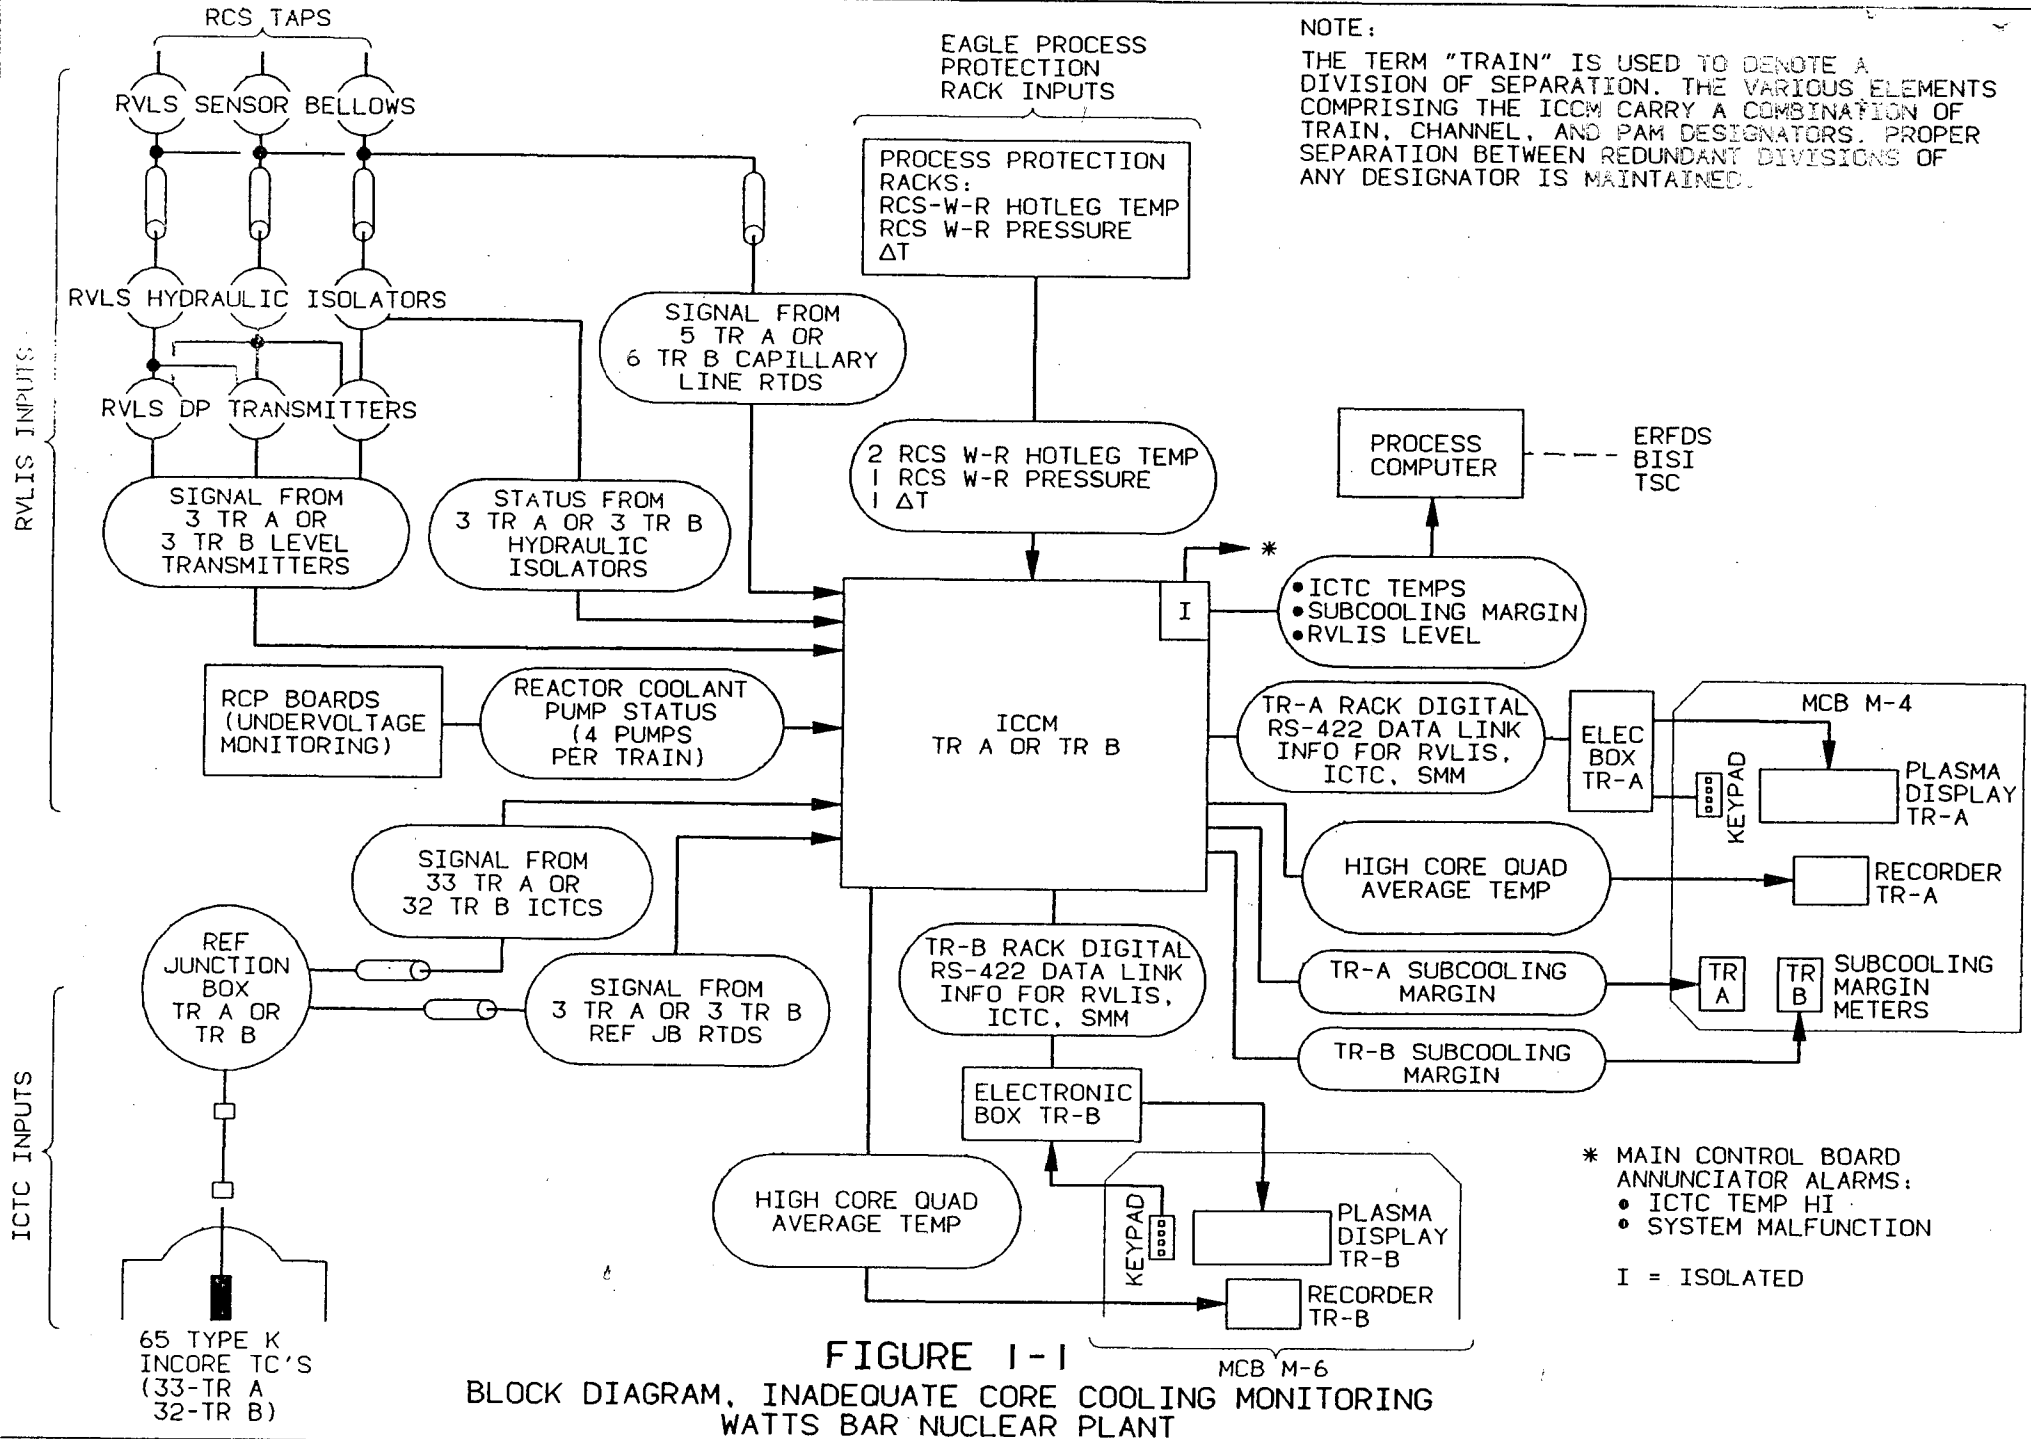 RCS TAPS
RVLS SENSOR BELLOWS
RVLS HYDRAULIC ISOLATORS
RVLS DP TRANSMITTERS
RVLIS INPUTS
SIGNAL FROM
3 TR A OR
3 TR B LEVEL
TRANSMITTERS
STATUS FROM
3 TR A OR 3 TR B
HYDRAULIC
ISOLATORS
SIGNAL FROM
5 TR A OR
6 TR B CAPILLARY
LINE RTDS
EAGLE PROCESS
PROTECTION
RACK INPUTS
PROCESS PROTECTION
RACKS:
RCS-W-R HOTLEG TEMP
RCS W-R PRESSURE
ΔT
2 RCS W-R HOTLEG TEMP
1 RCS W-R PRESSURE
1 ΔT
NOTE:
THE TERM "TRAIN" IS USED TO DENOTE A
DIVISION OF SEPARATION. THE VARIOUS ELEMENTS
COMPRISING THE ICCM CARRY A COMBINATION OF
TRAIN, CHANNEL, AND PAM DESIGNATORS. PROPER
SEPARATION BETWEEN REDUNDANT DIVISIONS OF
ANY DESIGNATOR IS MAINTAINED.
PROCESS
COMPUTER
ERFDS
BISI
TSC
*
I
• ICTC TEMPS
• SUBCOOLING MARGIN
• RVLIS LEVEL
RCP BOARDS
(UNDERVOLTAGE
MONITORING)
REACTOR COOLANT
PUMP STATUS
(4 PUMPS
PER TRAIN)
ICCM
TR A OR TR B
TR-A RACK DIGITAL
RS-422 DATA LINK
INFO FOR RVLIS,
ICTC, SMM
ELEC
BOX
TR-A
MCB M-4
KEYPAD
PLASMA
DISPLAY
TR-A
HIGH CORE QUAD
AVERAGE TEMP
RECORDER
TR-A
TR-A SUBCOOLING
MARGIN
TR
A
TR
B
SUBCOOLING
MARGIN
METERS
TR-B SUBCOOLING
MARGIN
SIGNAL FROM
33 TR A OR
32 TR B ICTCS
REF
JUNCTION
BOX
TR A OR
TR B
SIGNAL FROM
3 TR A OR 3 TR B
REF JB RTDS
ICTC INPUTS
65 TYPE K
INCORE TC'S
(33-TR A
32-TR B)
TR-B RACK DIGITAL
RS-422 DATA LINK
INFO FOR RVLIS,
ICTC, SMM
ELECTRONIC
BOX TR-B
HIGH CORE QUAD
AVERAGE TEMP
KEYPAD
PLASMA
DISPLAY
TR-B
RECORDER
TR-B
MCB M-6
* MAIN CONTROL BOARD
ANNUNCIATOR ALARMS:
• ICTC TEMP HI
• SYSTEM MALFUNCTION
I = ISOLATED
FIGURE 1-1
BLOCK DIAGRAM, INADEQUATE CORE COOLING MONITORING
WATTS BAR NUCLEAR PLANT